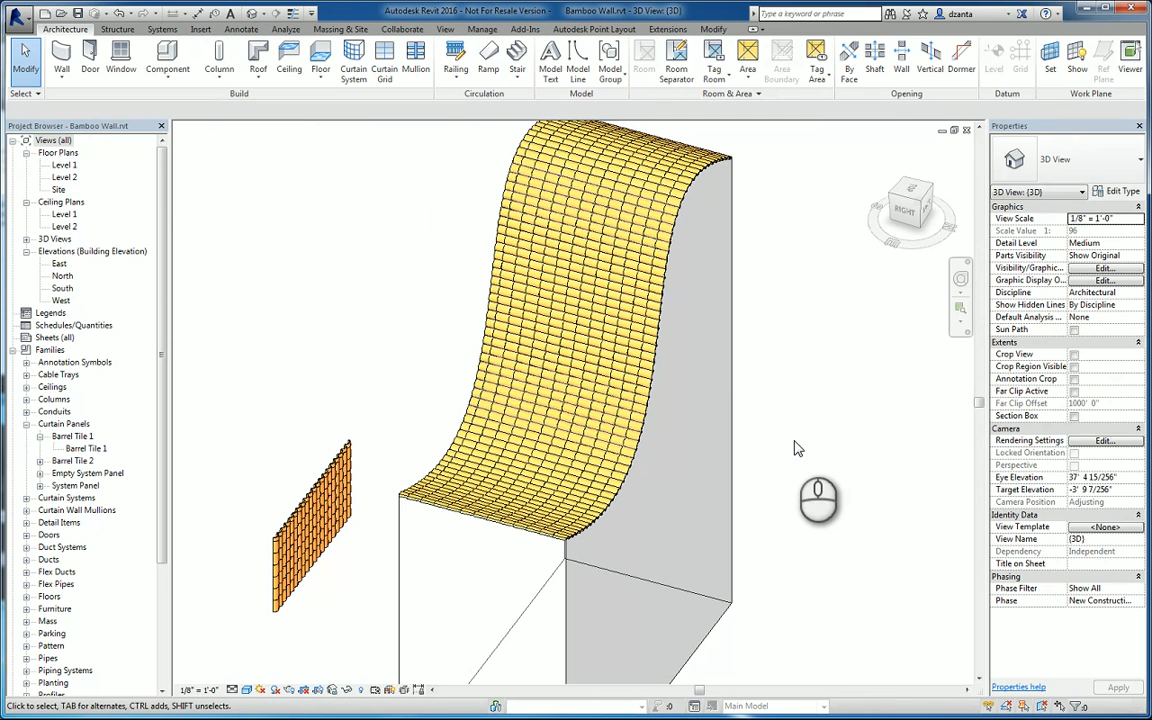 Autodesk Revit 2016 - Not For Resale Version -    Bamboo Wall.rvt - 3D View: {3D}
Type a keyword or phrase
dzanta
Architecture Structure Systems Insert Annotate Analyze Massing & Site Collaborate View Manage Add-Ins Autodesk Point Layout Extensions Modify
Modify Wall Door Window Component Column Roof Ceiling Floor Curtain System Curtain Grid Mullion Railing Ramp Stair Model Text Model Line Model Group Room Room Separator Tag Room Area Area Boundary Tag Area By Face Shaft Wall Vertical Dormer Level Grid Set Show Ref Plane Viewer
Select Build Circulation Model Room & Area Opening Datum Work Plane
Project Browser - Bamboo Wall.rvt
Views (all)
Floor Plans
Level 1
Level 2
Site
Ceiling Plans
Level 1
Level 2
3D Views
Elevations (Building Elevation)
East
North
South
West
Legends
Schedules/Quantities
Sheets (all)
Families
Annotation Symbols
Cable Trays
Ceilings
Columns
Conduits
Curtain Panels
Barrel Tile 1
Barrel Tile 1
Barrel Tile 2
Empty System Panel
System Panel
Curtain Systems
Curtain Wall Mullions
Detail Items
Doors
Duct Systems
Ducts
Flex Ducts
Flex Pipes
Floors
Furniture
Mass
Parking
Pattern
Pipes
Piping Systems
Planting
Profiles
RIGHT
Properties
3D View
3D View: {3D} Edit Type
Graphics
View Scale 1/8" = 1'-0"
Scale Value    1: 96
Detail Level Medium
Parts Visibility Show Original
Visibility/Graphic... Edit...
Graphic Display O... Edit...
Discipline Architectural
Show Hidden Lines By Discipline
Default Analysis ... None
Sun Path
Extents
Crop View
Crop Region Visible
Annotation Crop
Far Clip Active
Far Clip Offset 1000'  0"
Section Box
Camera
Rendering Settings Edit...
Locked Orientation
Perspective
Eye Elevation 37'  4 15/256"
Target Elevation -3'  9 7/256"
Camera Position Adjusting
Identity Data
View Template <None>
View Name {3D}
Dependency Independent
Title on Sheet
Phasing
Phase Filter Show All
Phase New Constructi...
Properties help Apply
1/8" = 1'-0"
Click to select, TAB for alternates, CTRL adds, SHIFT unselects.
:0
Main Model
:0